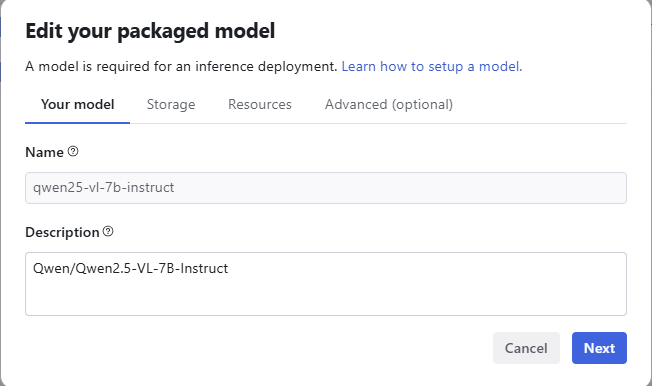 Edit your packaged model
A model is required for an inference deployment. Learn how to setup a model.
Your model Storage Resources Advanced (optional)
Name
qwen25-vl-7b-instruct
Description
Qwen/Qwen2.5-VL-7B-Instruct
Cancel Next